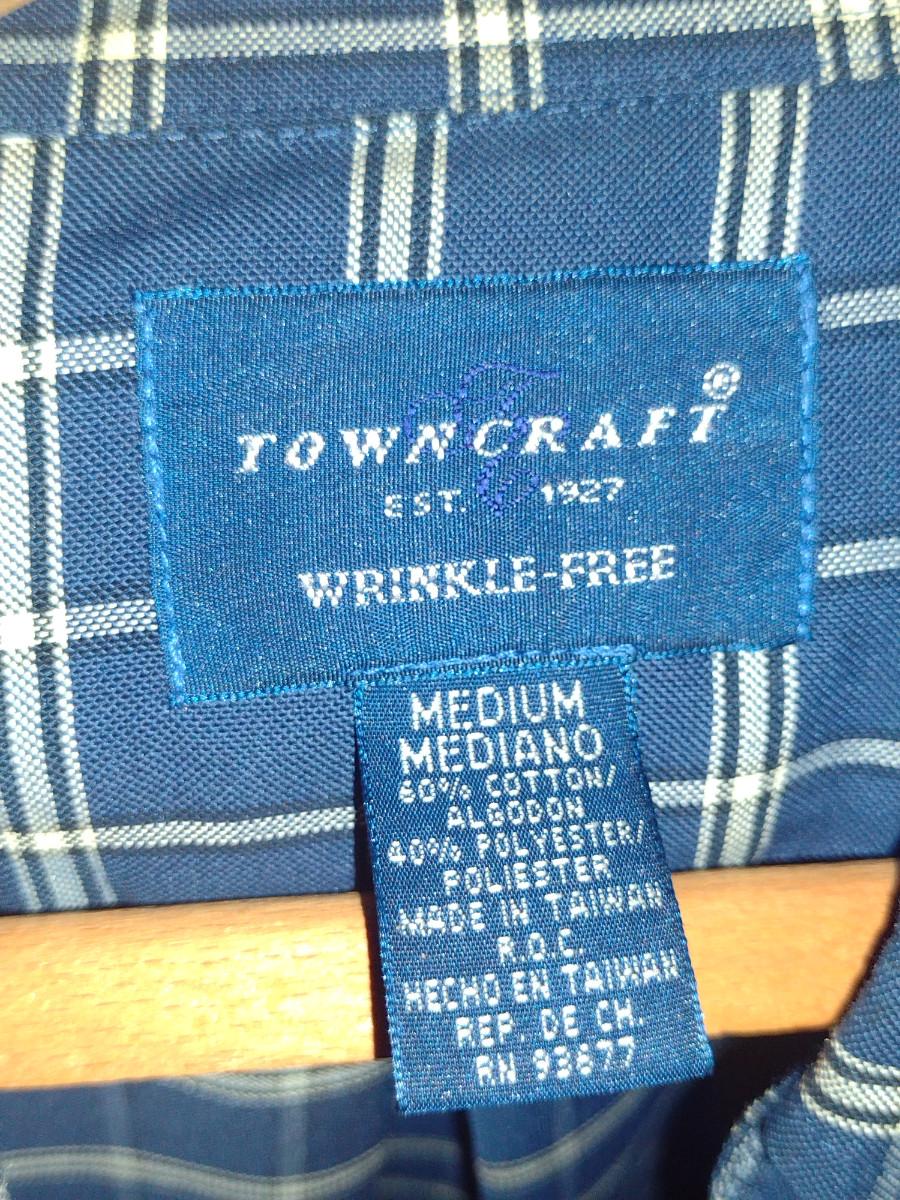 TOWNCRAFT®
EST. 1927
WRINKLE-FREE
MEDIUM
MEDIANO
60% COTTON/
ALGODON
40% POLYESTER/
POLIESTER
MADE IN TAIWAN
R.O.C.
HECHO EN TAIWAN
REP. DE CH.
RN 93677